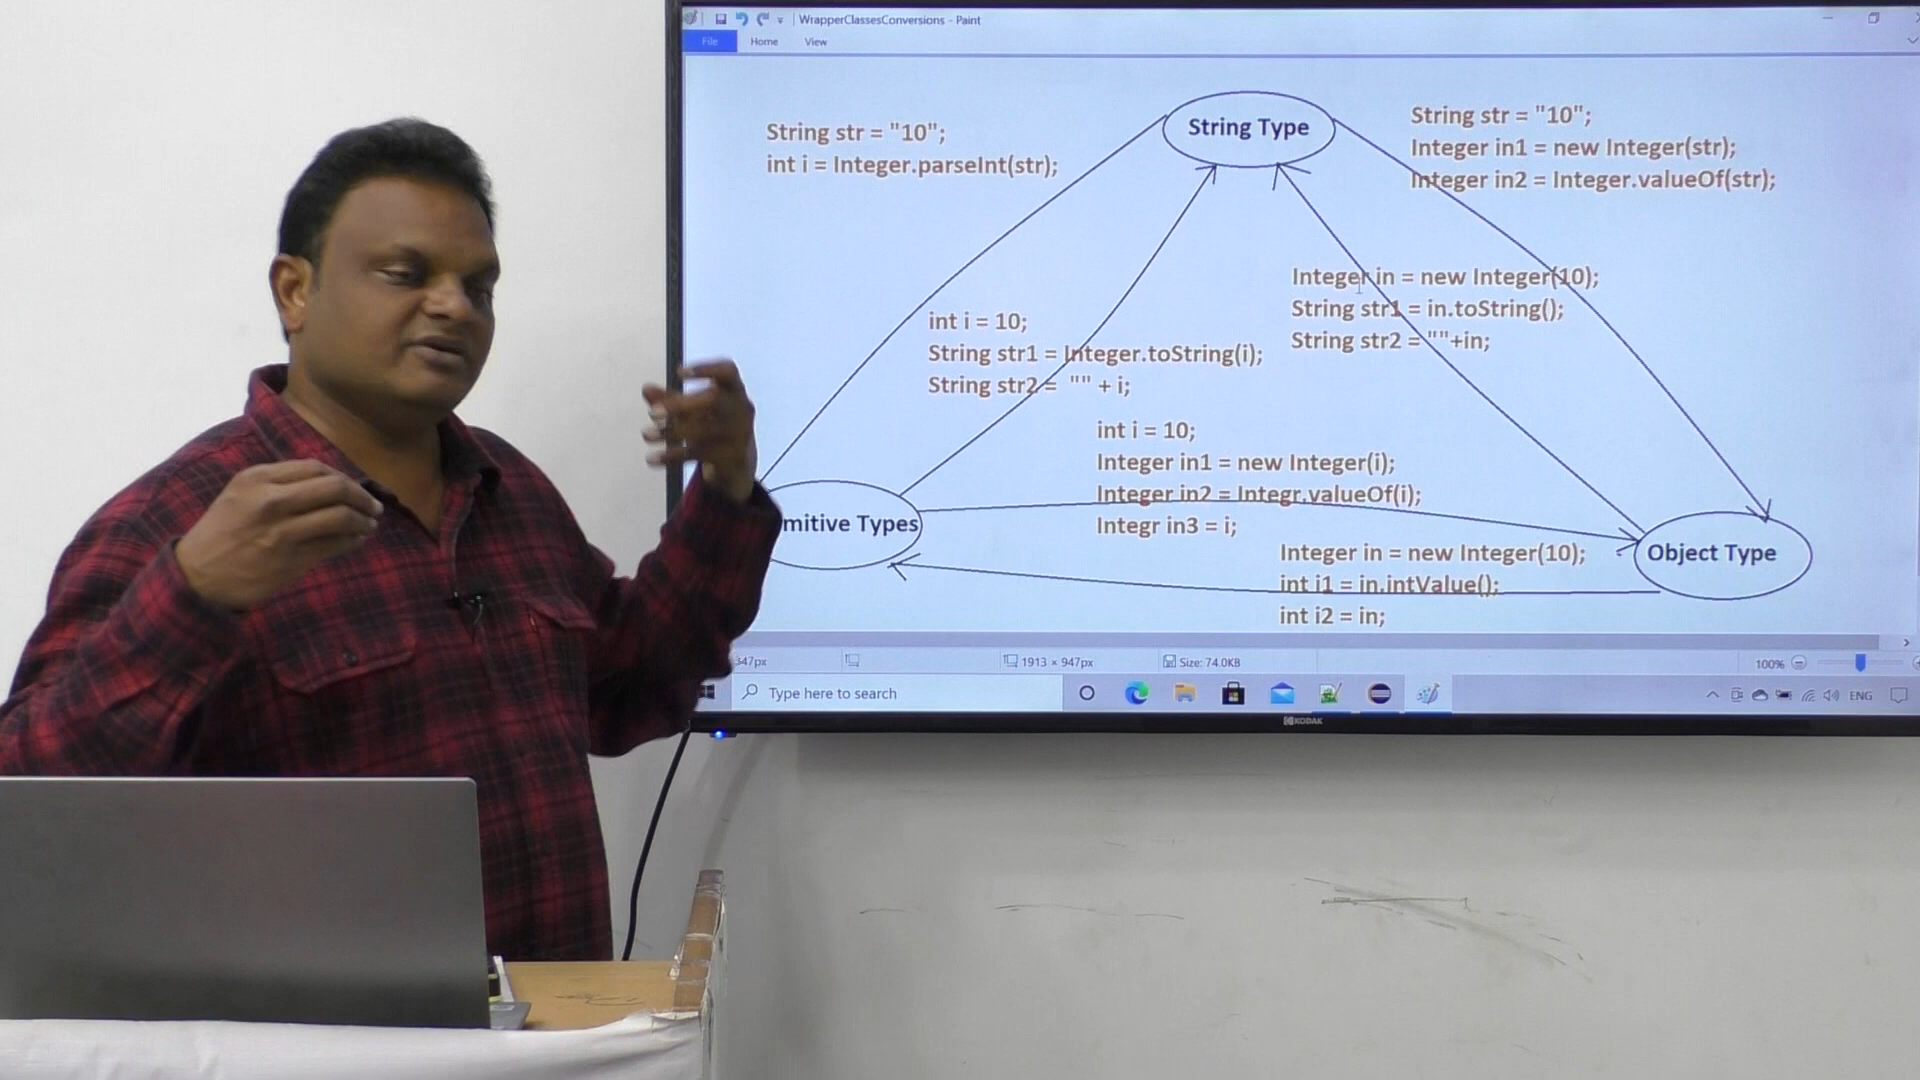 WrapperClassesConversions - Paint
File Home View
String Type
String str = "10";
int i = Integer.parseInt(str);
String str = "10";
Integer in1 = new Integer(str);
Integer in2 = Integer.valueOf(str);
int i = 10;
String str1 = Integer.toString(i);
String str2 = "" + i;
Integer in = new Integer(10);
String str1 = in.toString();
String str2 = ""+in;
int i = 10;
Integer in1 = new Integer(i);
Integer in2 = Integr.valueOf(i);
Integr in3 = i;
mitive Types
Object Type
Integer in = new Integer(10);
int i1 = in.intValue();
int i2 = in;
347px
1913 × 947px
Size: 74.0KB
100%
Type here to search
ENG
KODAK